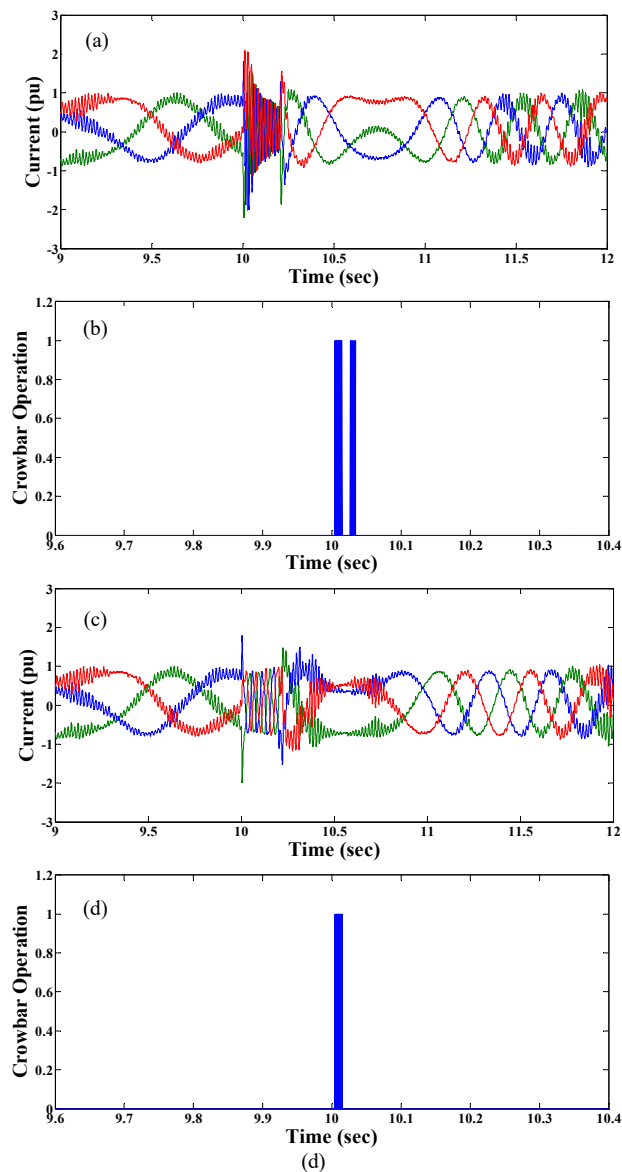 3
(a)
2
1
0
-1
-2
-3
Current (pu)
9 9.5 10 10.5 11 11.5 12
Time (sec)
1.2
(b)
1
0.8
0.6
0.4
0.2
0
Crowbar Operation
9.6 9.7 9.8 9.9 10 10.1 10.2 10.3 10.4
Time (sec)
3
(c)
2
1
0
-1
-2
-3
Current (pu)
9 9.5 10 10.5 11 11.5 12
Time (sec)
1.2
(d)
1
0.8
0.6
0.4
0.2
0
Crowbar Operation
9.6 9.7 9.8 9.9 10 10.1 10.2 10.3 10.4
Time (sec)
(d)